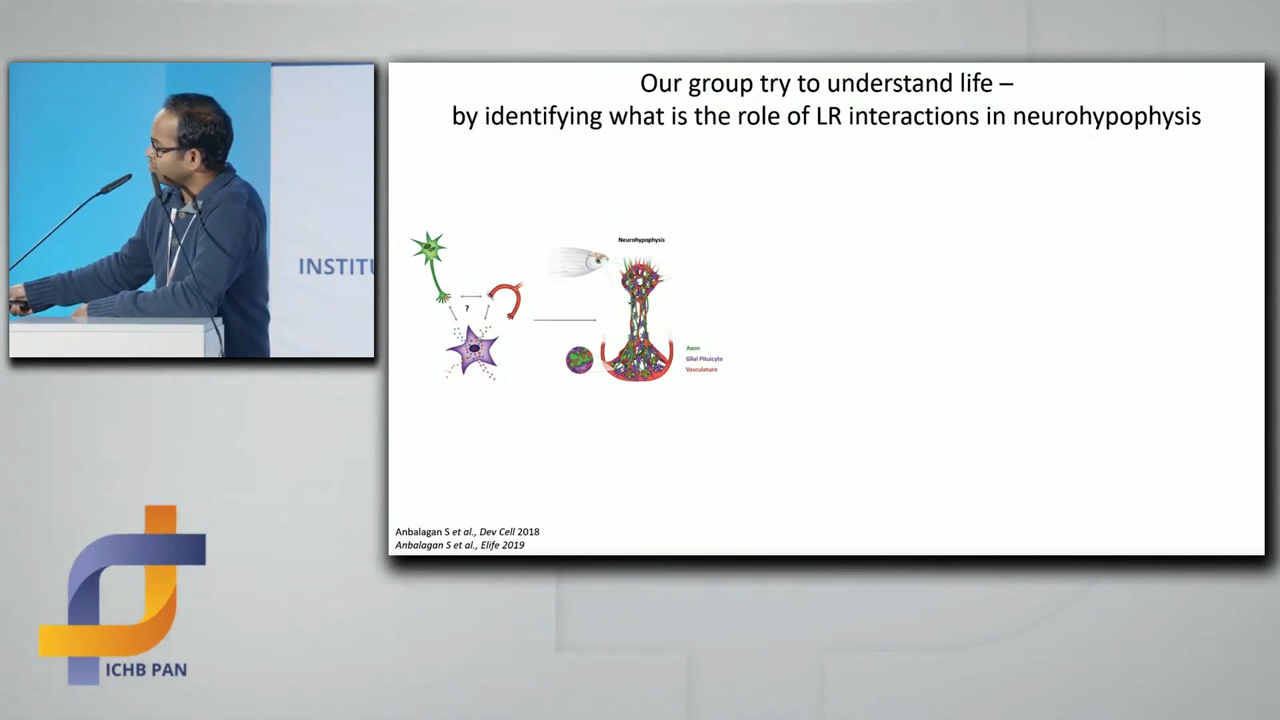 Our group try to understand life –
by identifying what is the role of LR interactions in neurohypophysis
Neurohypophysis
?
Axon
Glial Pituicyte
Vasculature
INSTITU
Anbalagan S et al., Dev Cell 2018
Anbalagan S et al., Elife 2019
ICHB PAN